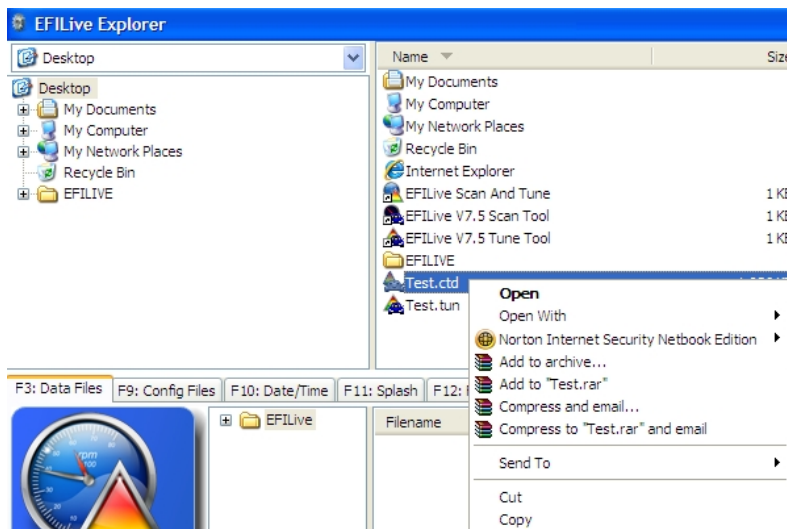 EFILive Explorer
Desktop
Desktop
My Documents
My Computer
My Network Places
Recycle Bin
EFILIVE
Name
Size
My Documents
My Computer
My Network Places
Recycle Bin
Internet Explorer
EFILive Scan And Tune 1 KB
EFILive V7.5 Scan Tool 1 KB
EFILive V7.5 Tune Tool 1 KB
EFILIVE
Test.ctd
Test.tun
Open
Open With
Norton Internet Security Netbook Edition
Add to archive...
Add to "Test.rar"
Compress and email...
Compress to "Test.rar" and email
Send To
Cut
Copy
F3: Data Files
F9: Config Files
F10: Date/Time
F11: Splash
F12:
EFILive
Filename
rpm
100